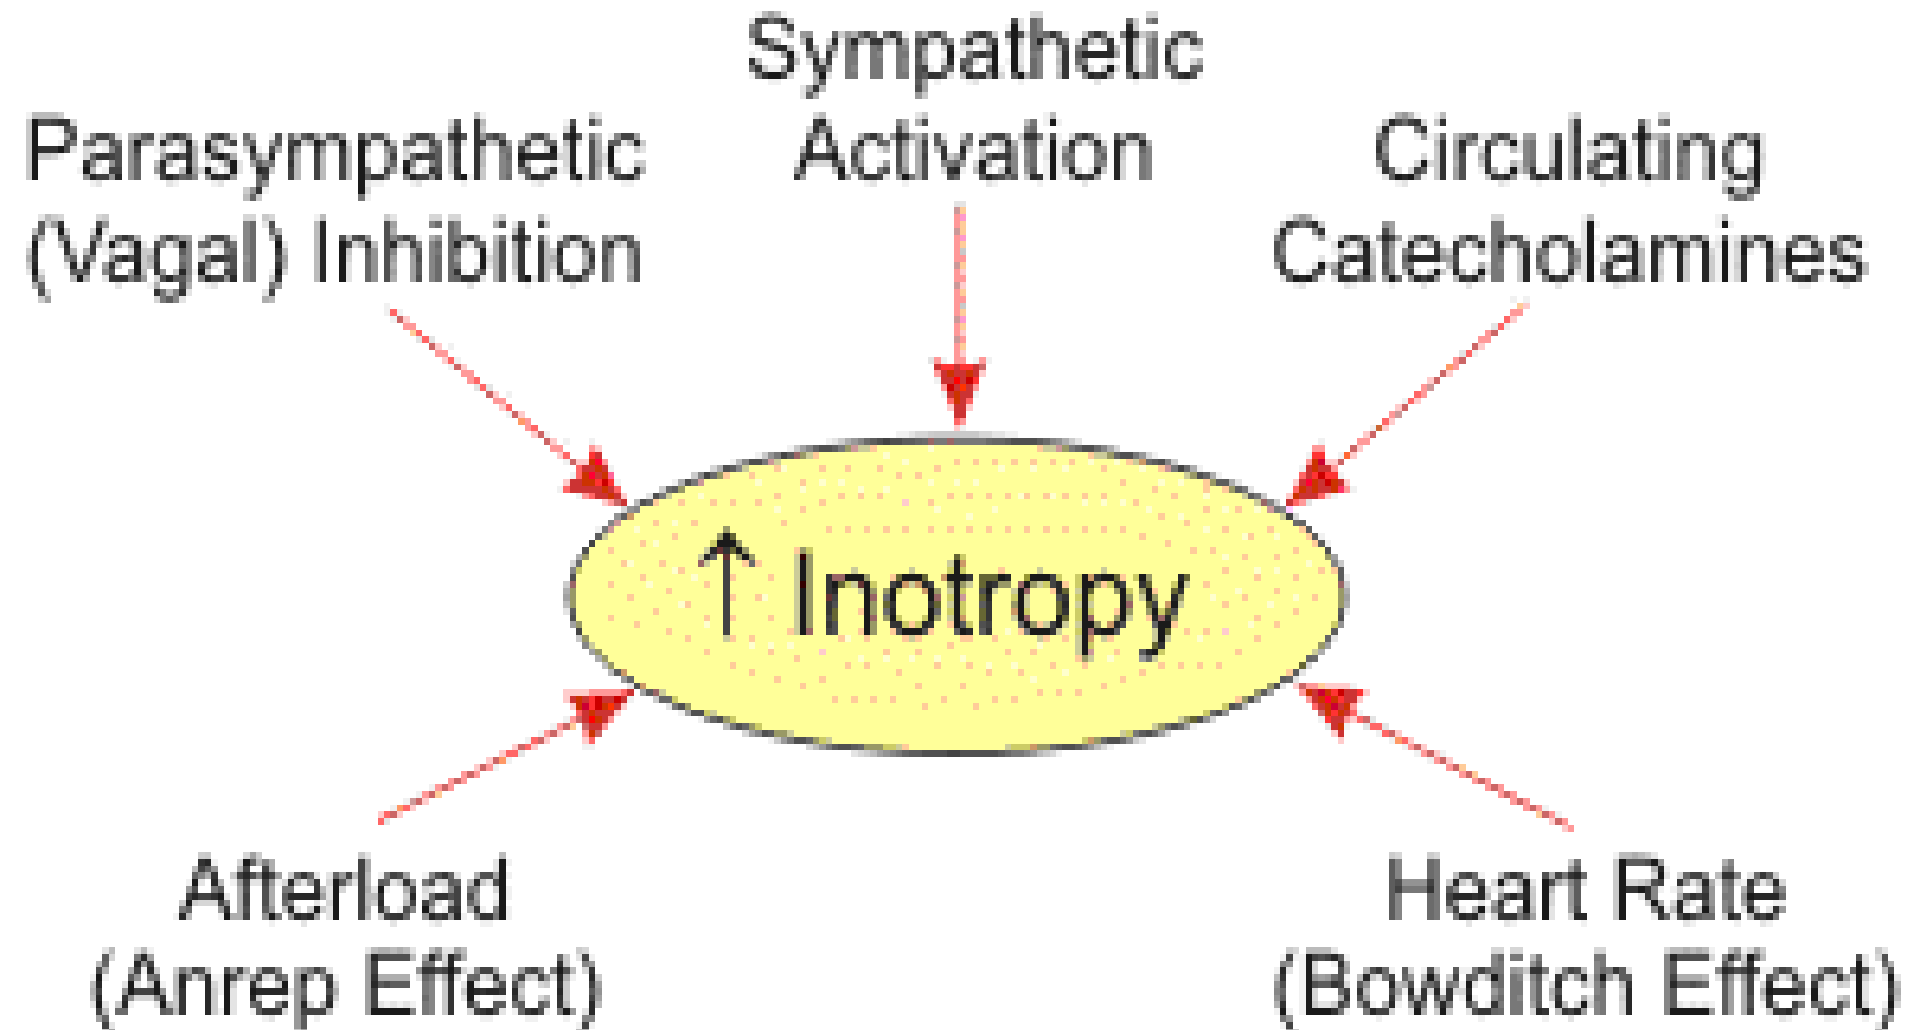 Sympathetic
Activation
Parasympathetic
(Vagal) Inhibition
Circulating
Catecholamines
↑ Inotropy
Afterload
(Anrep Effect)
Heart Rate
(Bowditch Effect)